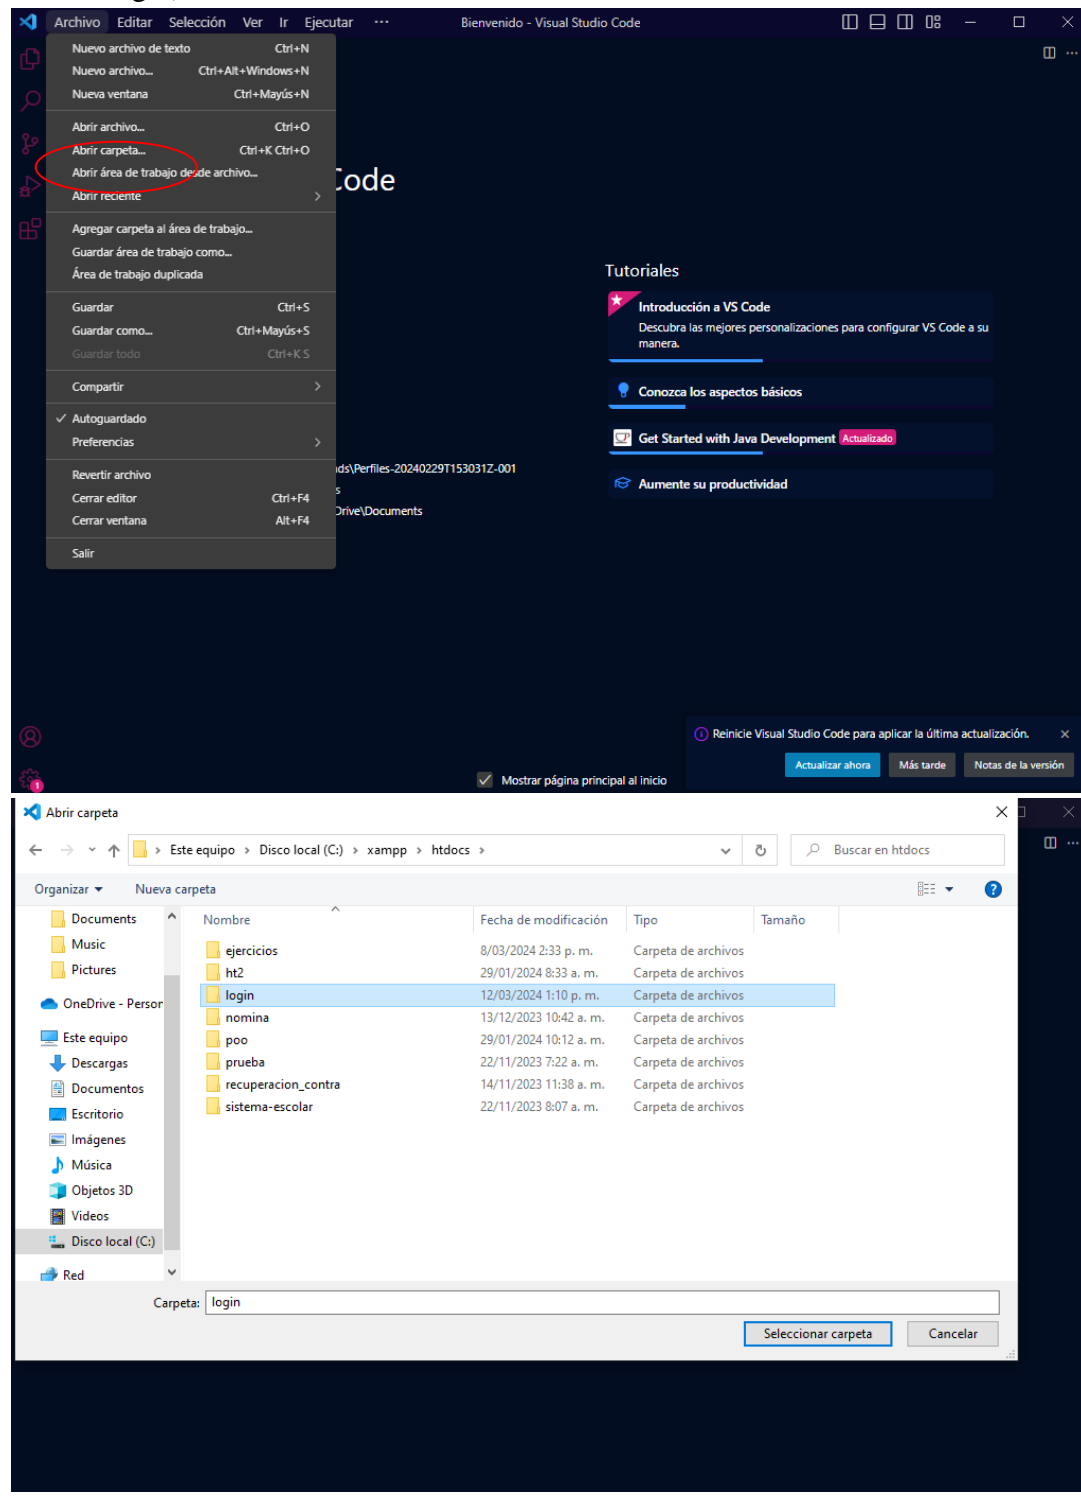 Archivo Editar Selección Ver Ir Ejecutar ··· Bienvenido - Visual Studio Code
Nuevo archivo de texto Ctrl+N
Nuevo archivo... Ctrl+Alt+Windows+N
Nueva ventana Ctrl+Mayús+N
Abrir archivo... Ctrl+O
Abrir carpeta... Ctrl+K Ctrl+O
Abrir área de trabajo desde archivo...
Abrir reciente
Agregar carpeta al área de trabajo...
Guardar área de trabajo como...
Área de trabajo duplicada
Guardar Ctrl+S
Guardar como... Ctrl+Mayús+S
Guardar todo Ctrl+K S
Compartir
Autoguardado
Preferencias
Revertir archivo
Cerrar editor Ctrl+F4
Cerrar ventana Alt+F4
Salir
Code
ds\Perfiles-20240229T153031Z-001
s
Drive\Documents
Tutoriales
Introducción a VS Code
Descubra las mejores personalizaciones para configurar VS Code a su
manera.
Conozca los aspectos básicos
Get Started with Java Development Actualizado
Aumente su productividad
Reinicie Visual Studio Code para aplicar la última actualización.
Actualizar ahora Más tarde Notas de la versión
1
Mostrar página principal al inicio
Abrir carpeta
Este equipo > Disco local (C:) > xampp > htdocs > Buscar en htdocs
Organizar Nueva carpeta
Nombre Fecha de modificación Tipo Tamaño
Documents
Music
Pictures
OneDrive - Person
Este equipo
Descargas
Documentos
Escritorio
Imágenes
Música
Objetos 3D
Videos
Disco local (C:)
Red
ejercicios 8/03/2024 2:33 p. m. Carpeta de archivos
ht2 29/01/2024 8:33 a. m. Carpeta de archivos
login 12/03/2024 1:10 p. m. Carpeta de archivos
nomina 13/12/2023 10:42 a. m. Carpeta de archivos
poo 29/01/2024 10:12 a. m. Carpeta de archivos
prueba 22/11/2023 7:22 a. m. Carpeta de archivos
recuperacion_contra 14/11/2023 11:38 a. m. Carpeta de archivos
sistema-escolar 22/11/2023 8:07 a. m. Carpeta de archivos
Carpeta: login
Seleccionar carpeta Cancelar